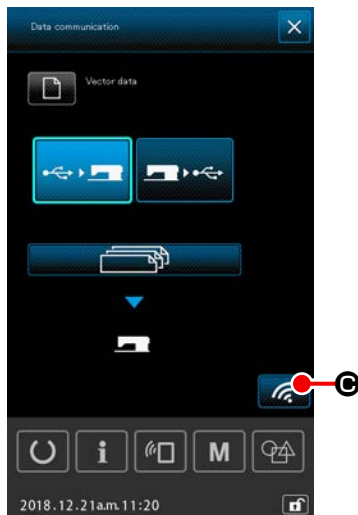 Data communication
Vector data
C
i
M
2018.12.21a.m.11:20